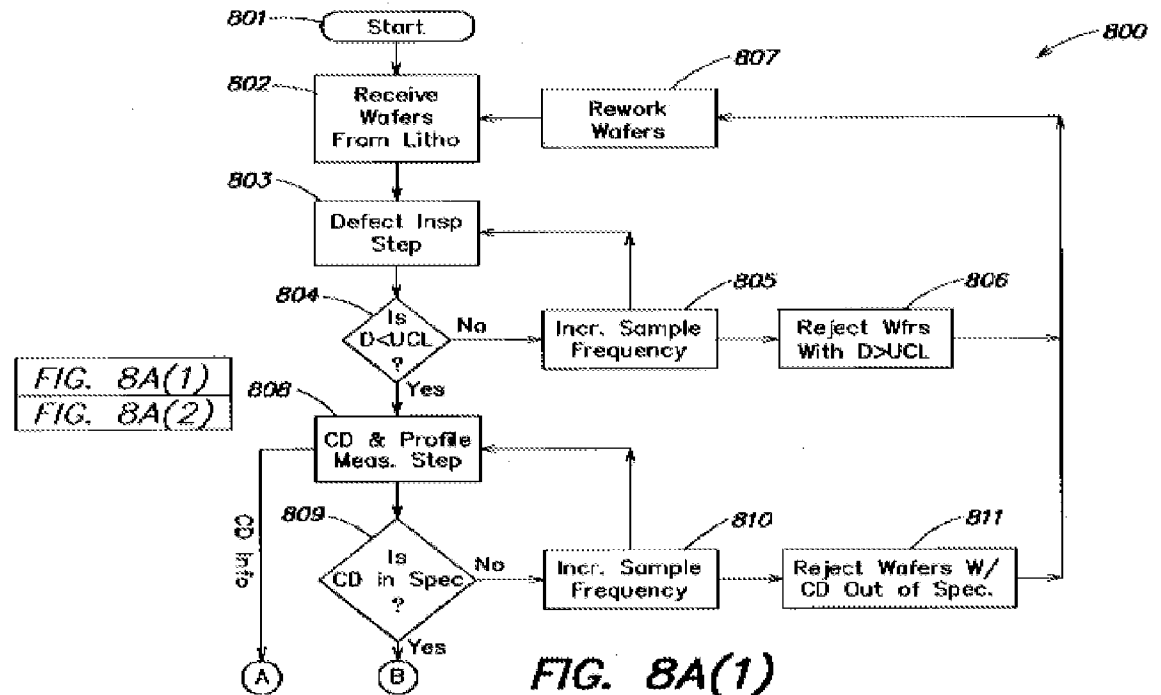 801
Start
800
802
Receive
Wafers
From Litho
807
Rework
Wafers
803
Defect Insp
Step
804
Is
D<UCL
?
No
Yes
805
Incr. Sample
Frequency
806
Reject Wfrs
With D>UCL
FIG. 8A(1)
FIG. 8A(2)
808
CD & Profile
Meas. Step
CD Info
809
Is
CD in Spec
?
No
Yes
810
Incr. Sample
Frequency
811
Reject Wafers W/
CD Out of Spec.
A
B
FIG. 8A(1)